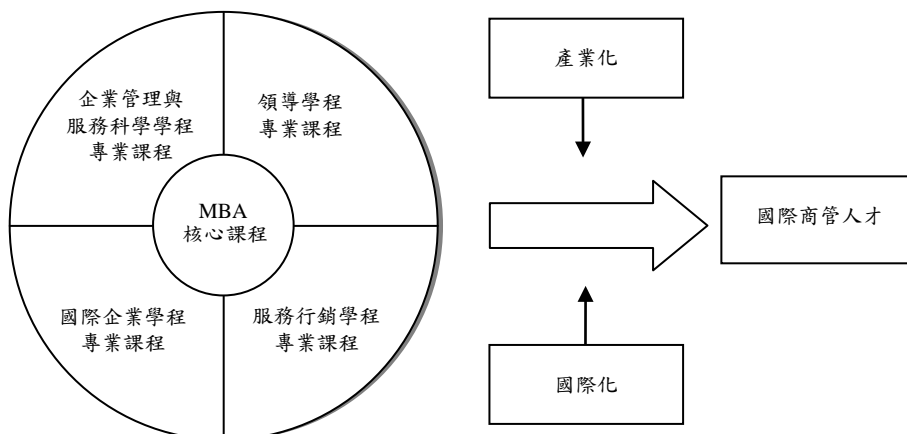 企業管理與
服務科學學程
專業課程
領導學程
專業課程
MBA
核心課程
國際企業學程
專業課程
服務行銷學程
專業課程
產業化
國際商管人才
國際化